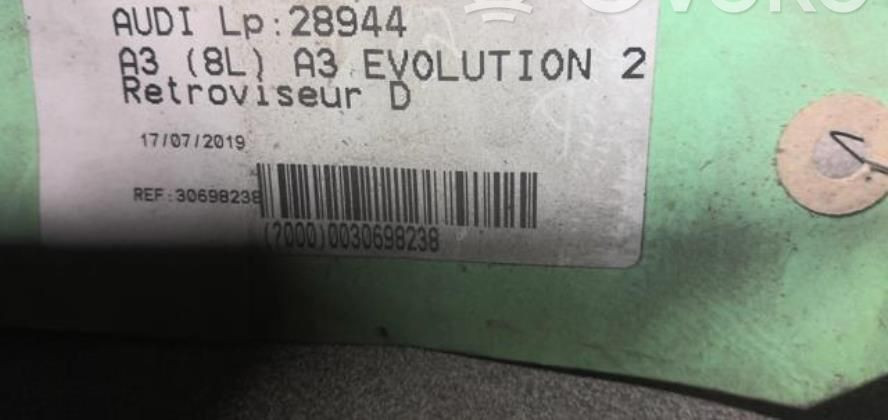 AUDI Lp:28944
A3 (8L) A3 EVOLUTION 2
Retroviseur D
17/07/2019
REF:30698238
(2000)0030698238